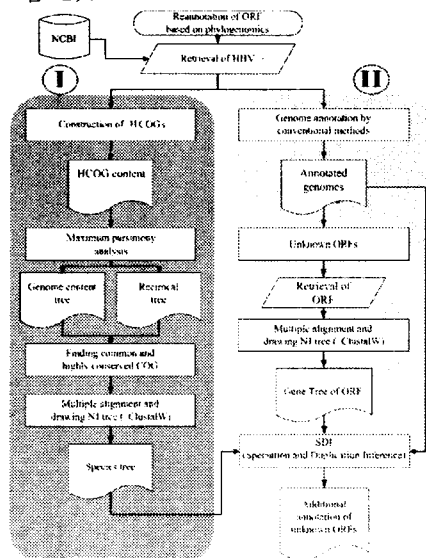 Reannotation of ORF
based on phylogenomics
NCBI
Retrieval of HHV
I
II
Construction of HCOGs
HCOG content
Maximum parsimony
analysis
Genome content
tree
Reciprocal
tree
Finding common and
highly conserved COG
Multiple alignment and
drawing NJ tree ( ClustalW)
Species tree
Genome annotation by
conventional methods
Annotated
genomes
Unknown ORFs
Retrieval of
ORF
Multiple alignment and
drawing NJ tree ( ClustalW)
Gene Tree of ORF
SDI
(Speciation and Duplication Inference)
Additional
annotation of
unknown ORFs